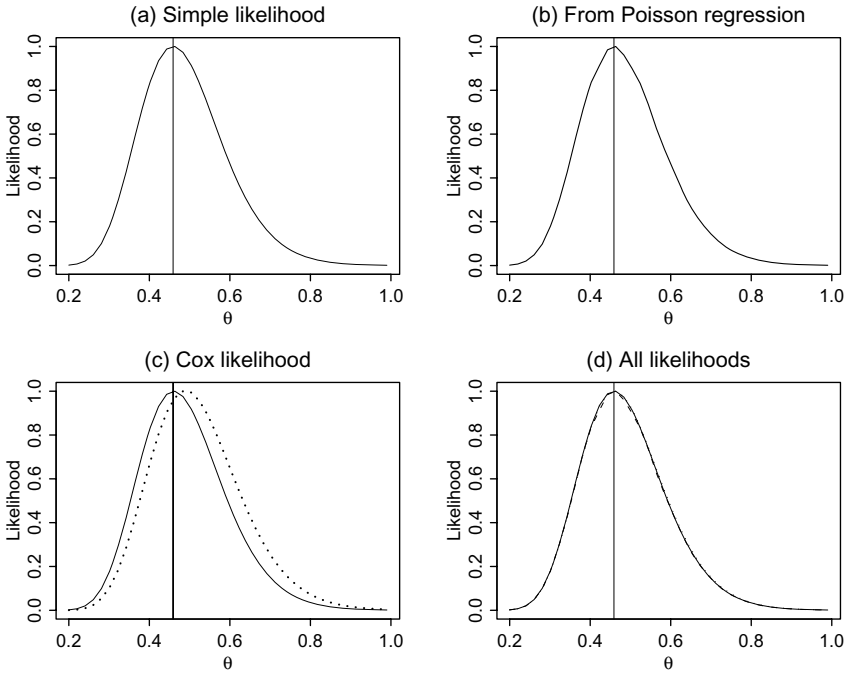 (a) Simple likelihood
Likelihood
0.0 0.2 0.4 0.6 0.8 1.0
0.2 0.4 0.6 0.8 1.0
θ
(b) From Poisson regression
Likelihood
0.0 0.2 0.4 0.6 0.8 1.0
0.2 0.4 0.6 0.8 1.0
θ
(c) Cox likelihood
Likelihood
0.0 0.2 0.4 0.6 0.8 1.0
0.2 0.4 0.6 0.8 1.0
θ
(d) All likelihoods
Likelihood
0.0 0.2 0.4 0.6 0.8 1.0
0.2 0.4 0.6 0.8 1.0
θ